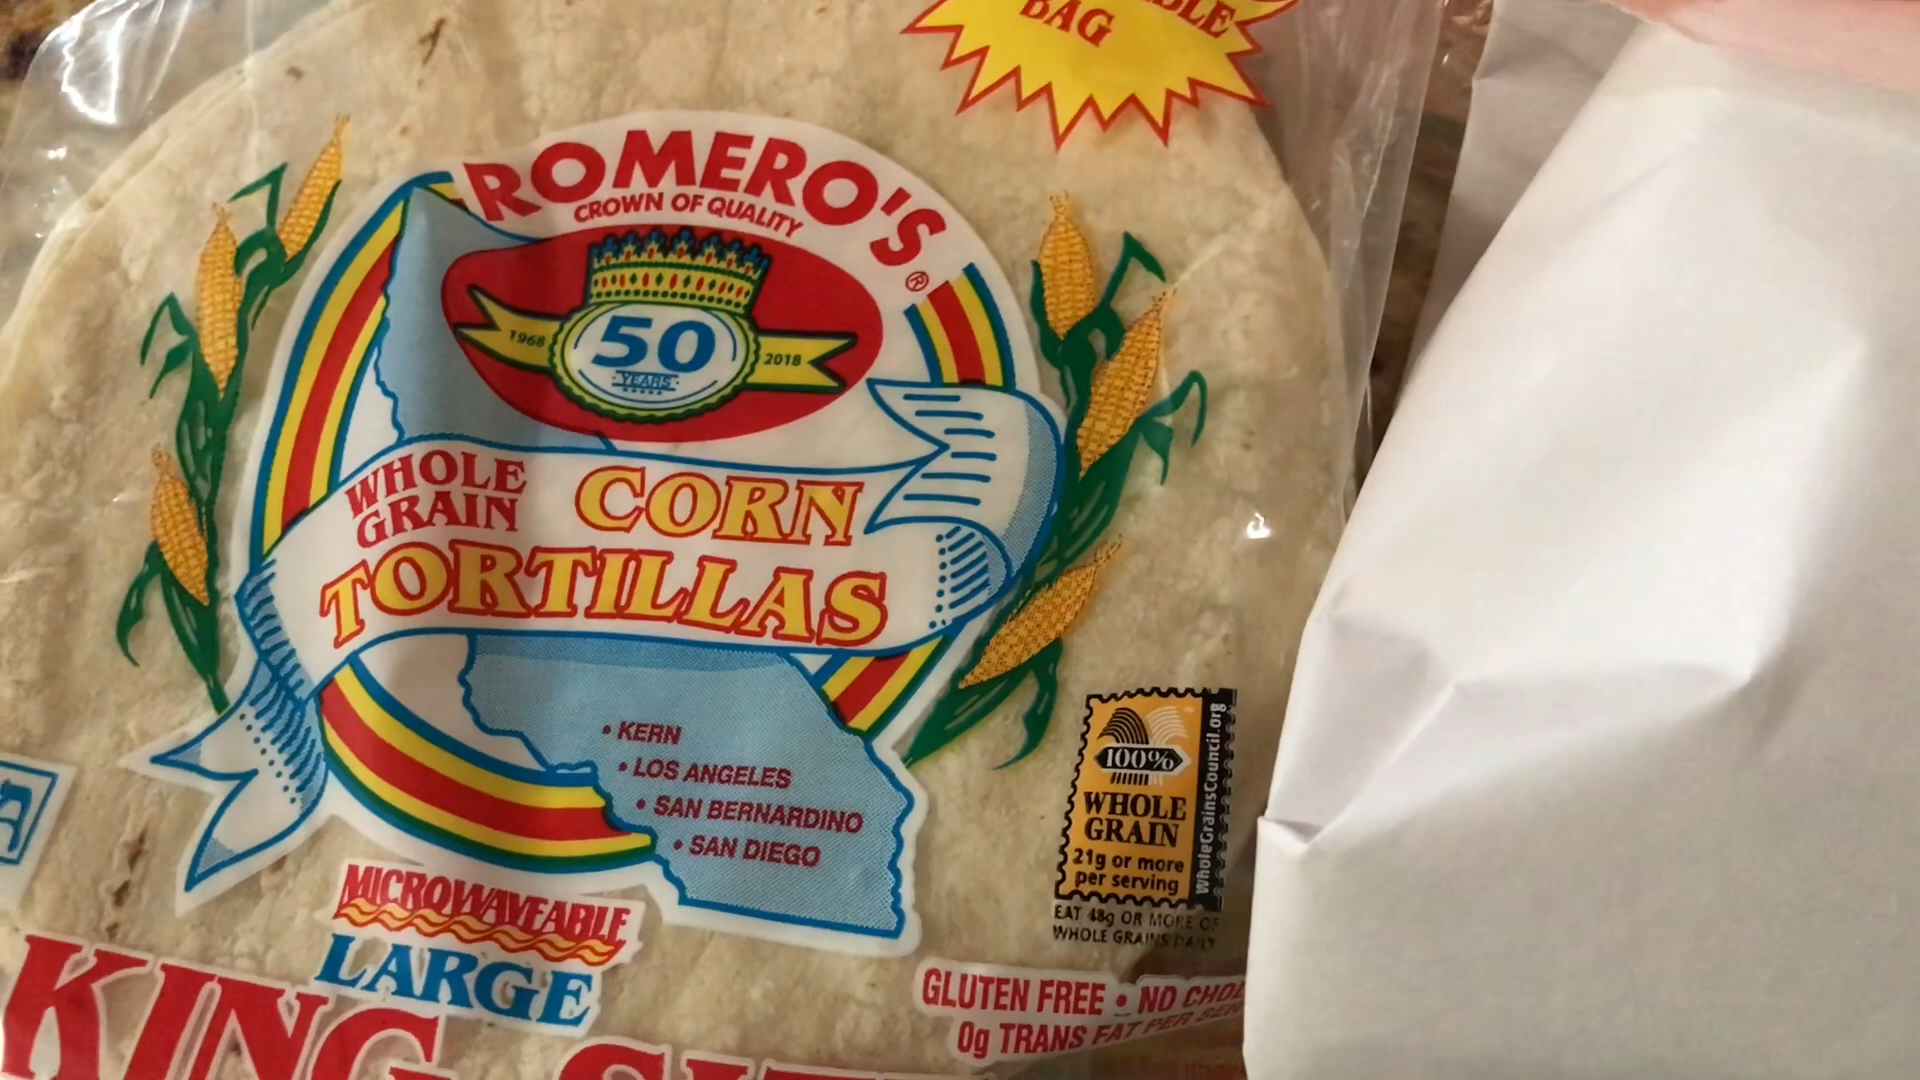 BAG
ROMERO'S®
CROWN OF QUALITY
1968
50
YEARS
2018
WHOLE
GRAIN
CORN
TORTILLAS
• KERN
• LOS ANGELES
• SAN BERNARDINO
• SAN DIEGO
100%
WHOLE
GRAIN
21g or more
per serving
WholeGrainsCouncil.org
EAT 48g OR MORE OF
WHOLE GRAINS DAILY
MICROWAVEABLE
LARGE
KING
GLUTEN FREE • NO
0g TRANS FAT PER